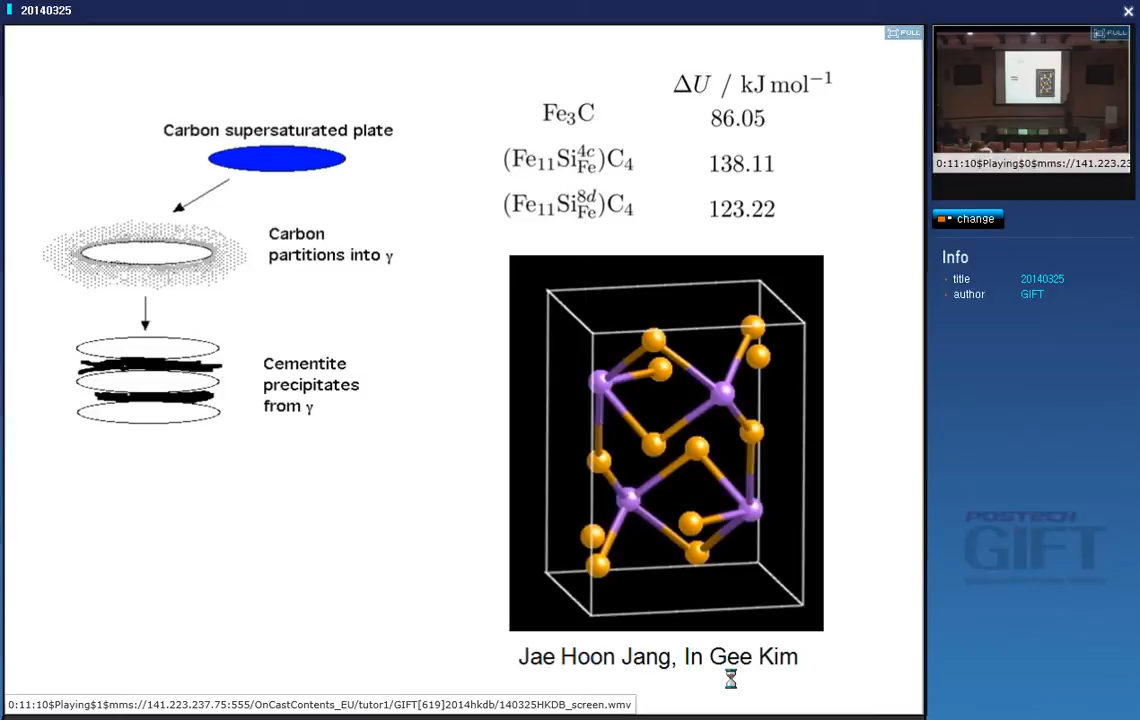 20140325
FULL
Carbon supersaturated plate
Carbon
partitions into γ
Cementite
precipitates
from γ
ΔU / kJ mol⁻¹
Fe₃C 86.05
(Fe₁₁Si⁴ᶜFe)C₄ 138.11
(Fe₁₁Si⁸ᵈFe)C₄ 123.22
Jae Hoon Jang, In Gee Kim
0:11:10$Playing$1$mms://141.223.237.75:555/OnCastContents_EU/tutor1/GIFT[619]2014hkdb/140325HKDB_screen.wmv
FULL
0:11:10$Playing$0$mms://141.223.23
change
Info
title 20140325
author GIFT
POSTECH
GIFT